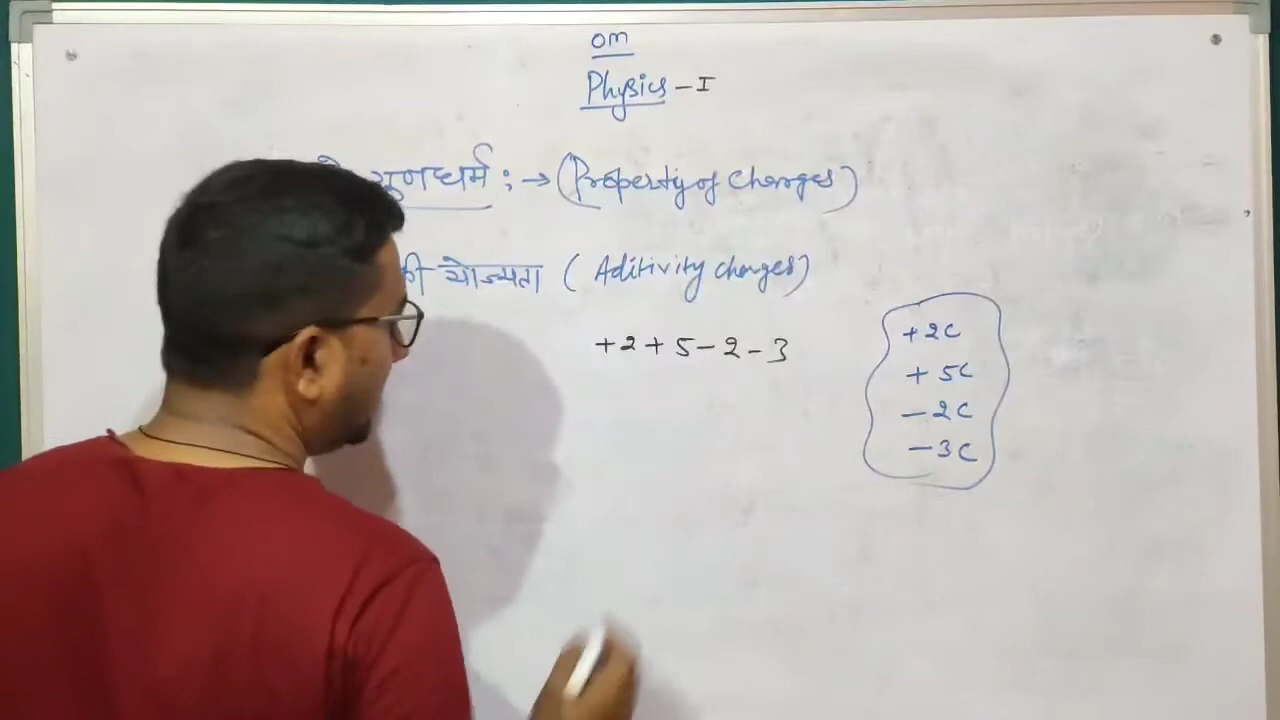 om
Physics - I
गुणधर्म : → (Property of Charges)
की योज्यता ( Aditivity charges)
+2+5-2-3
+2C
+5C
-2C
-3C